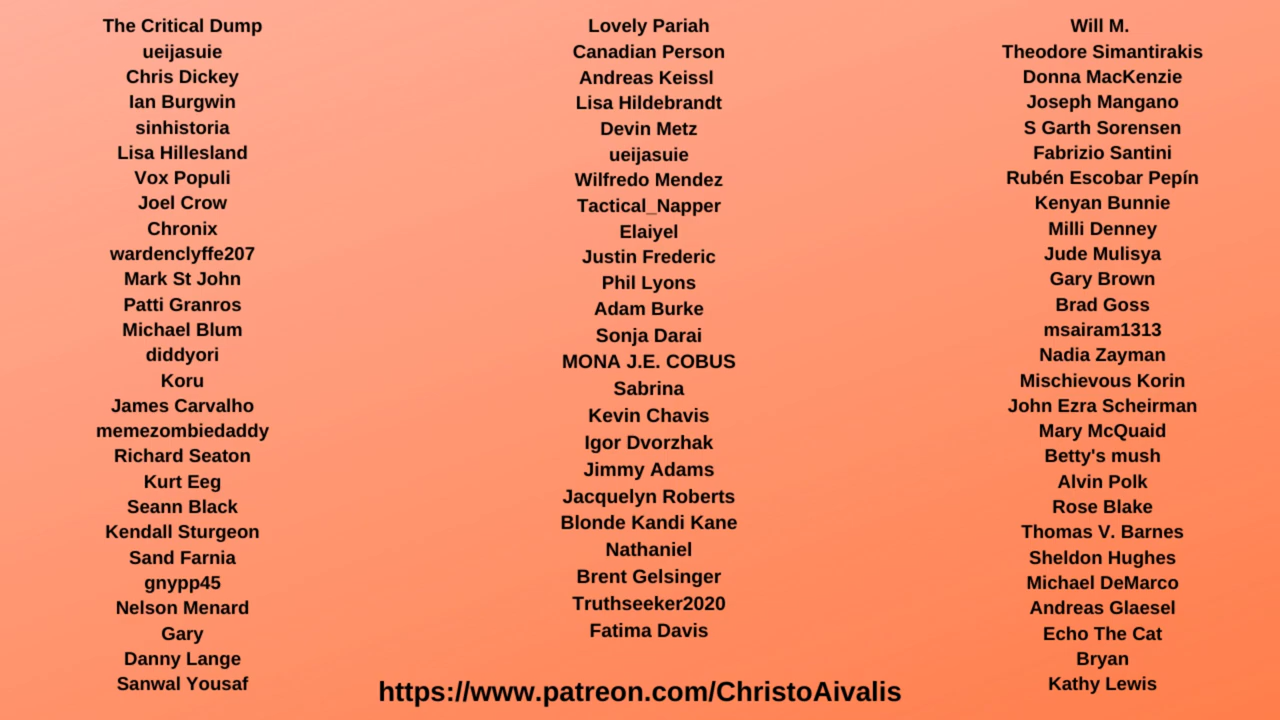 The Critical Dump
ueijasuie
Chris Dickey
Ian Burgwin
sinhistoria
Lisa Hillesland
Vox Populi
Joel Crow
Chronix
wardenclyffe207
Mark St John
Patti Granros
Michael Blum
diddyori
Koru
James Carvalho
memezombiedaddy
Richard Seaton
Kurt Eeg
Seann Black
Kendall Sturgeon
Sand Farnia
gnypp45
Nelson Menard
Gary
Danny Lange
Sanwal Yousaf
Lovely Pariah
Canadian Person
Andreas Keissl
Lisa Hildebrandt
Devin Metz
ueijasuie
Wilfredo Mendez
Tactical_Napper
Elaiyel
Justin Frederic
Phil Lyons
Adam Burke
Sonja Darai
MONA J.E. COBUS
Sabrina
Kevin Chavis
Igor Dvorzhak
Jimmy Adams
Jacquelyn Roberts
Blonde Kandi Kane
Nathaniel
Brent Gelsinger
Truthseeker2020
Fatima Davis
Will M.
Theodore Simantirakis
Donna MacKenzie
Joseph Mangano
S Garth Sorensen
Fabrizio Santini
Rubén Escobar Pepín
Kenyan Bunnie
Milli Denney
Jude Mulisya
Gary Brown
Brad Goss
msairam1313
Nadia Zayman
Mischievous Korin
John Ezra Scheirman
Mary McQuaid
Betty's mush
Alvin Polk
Rose Blake
Thomas V. Barnes
Sheldon Hughes
Michael DeMarco
Andreas Glaesel
Echo The Cat
Bryan
Kathy Lewis
https://www.patreon.com/ChristoAivalis